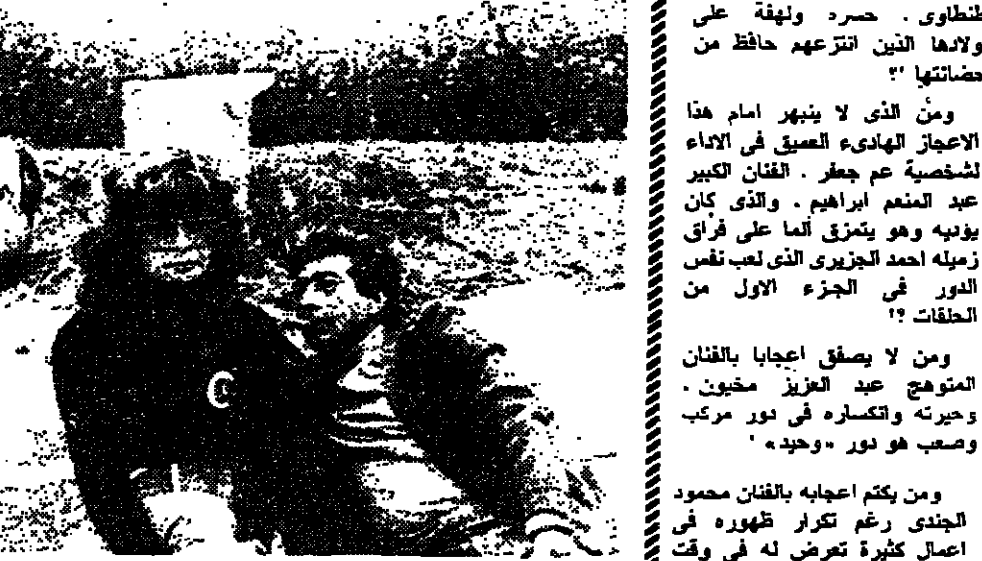 طنطاوى . حسرد ولهفة على
ولادها الذين انتزعهم حافظ من
حضانتها ؟!
ومن الذى لا ينبهر امام هذا
الاعجاز الهادىء العميق فى الاداء
لشخصية عم جعفر . الفنان الكبير
عبد المنعم ابراهيم . والذى كان
يؤديه وهو يتمزق ألما على فراق
زميله احمد الجزيرى الذى لعب نفس
الدور فى الجزء الاول من
الحلقات ؟!
ومن لا يصفق اعجابا بالفنان
المتوهج عبد العزيز مخيون .
وحيرته وانكساره فى دور مركب
وصعب هو دور «وحيد» '
ومن يكتم اعجابه بالفنان محمود
الجندى رغم تكرار ظهوره فى
اعمال كثيرة تعرض له فى وقت